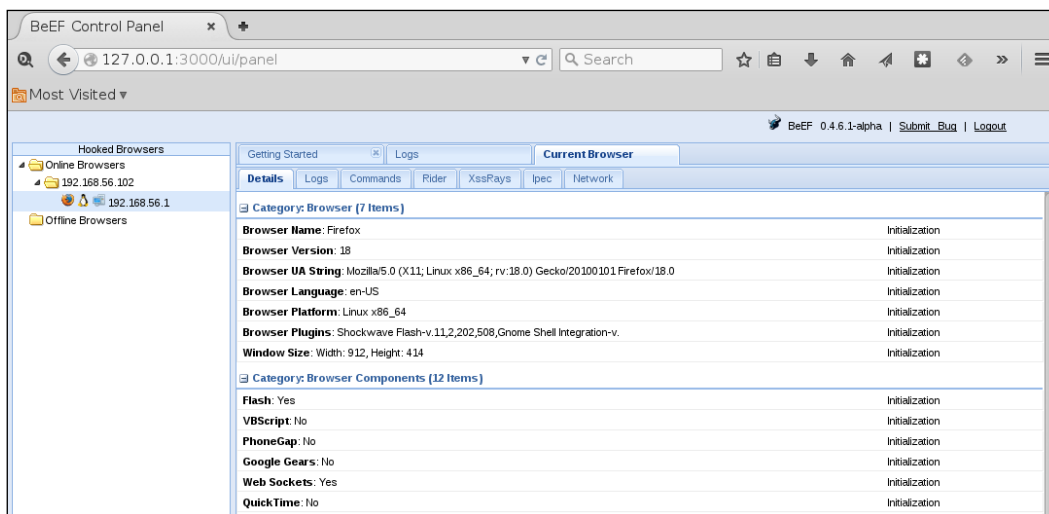 BeEF Control Panel
127.0.0.1:3000/ui/panel
Search
Most Visited
BeEF 0.4.6.1-alpha | Submit Bug | Logout
Hooked Browsers
Online Browsers
192.168.56.102
192.168.56.1
Offline Browsers
Getting Started
Logs
Current Browser
Details
Logs
Commands
Rider
XssRays
Ipec
Network
Category: Browser (7 Items)
Browser Name: Firefox Initialization
Browser Version: 18 Initialization
Browser UA String: Mozilla/5.0 (X11; Linux x86_64; rv:18.0) Gecko/20100101 Firefox/18.0 Initialization
Browser Language: en-US Initialization
Browser Platform: Linux x86_64 Initialization
Browser Plugins: Shockwave Flash-v.11,2,202,508,Gnome Shell Integration-v. Initialization
Window Size: Width: 912, Height: 414 Initialization
Category: Browser Components (12 Items)
Flash: Yes Initialization
VBScript: No Initialization
PhoneGap: No Initialization
Google Gears: No Initialization
Web Sockets: Yes Initialization
QuickTime: No Initialization